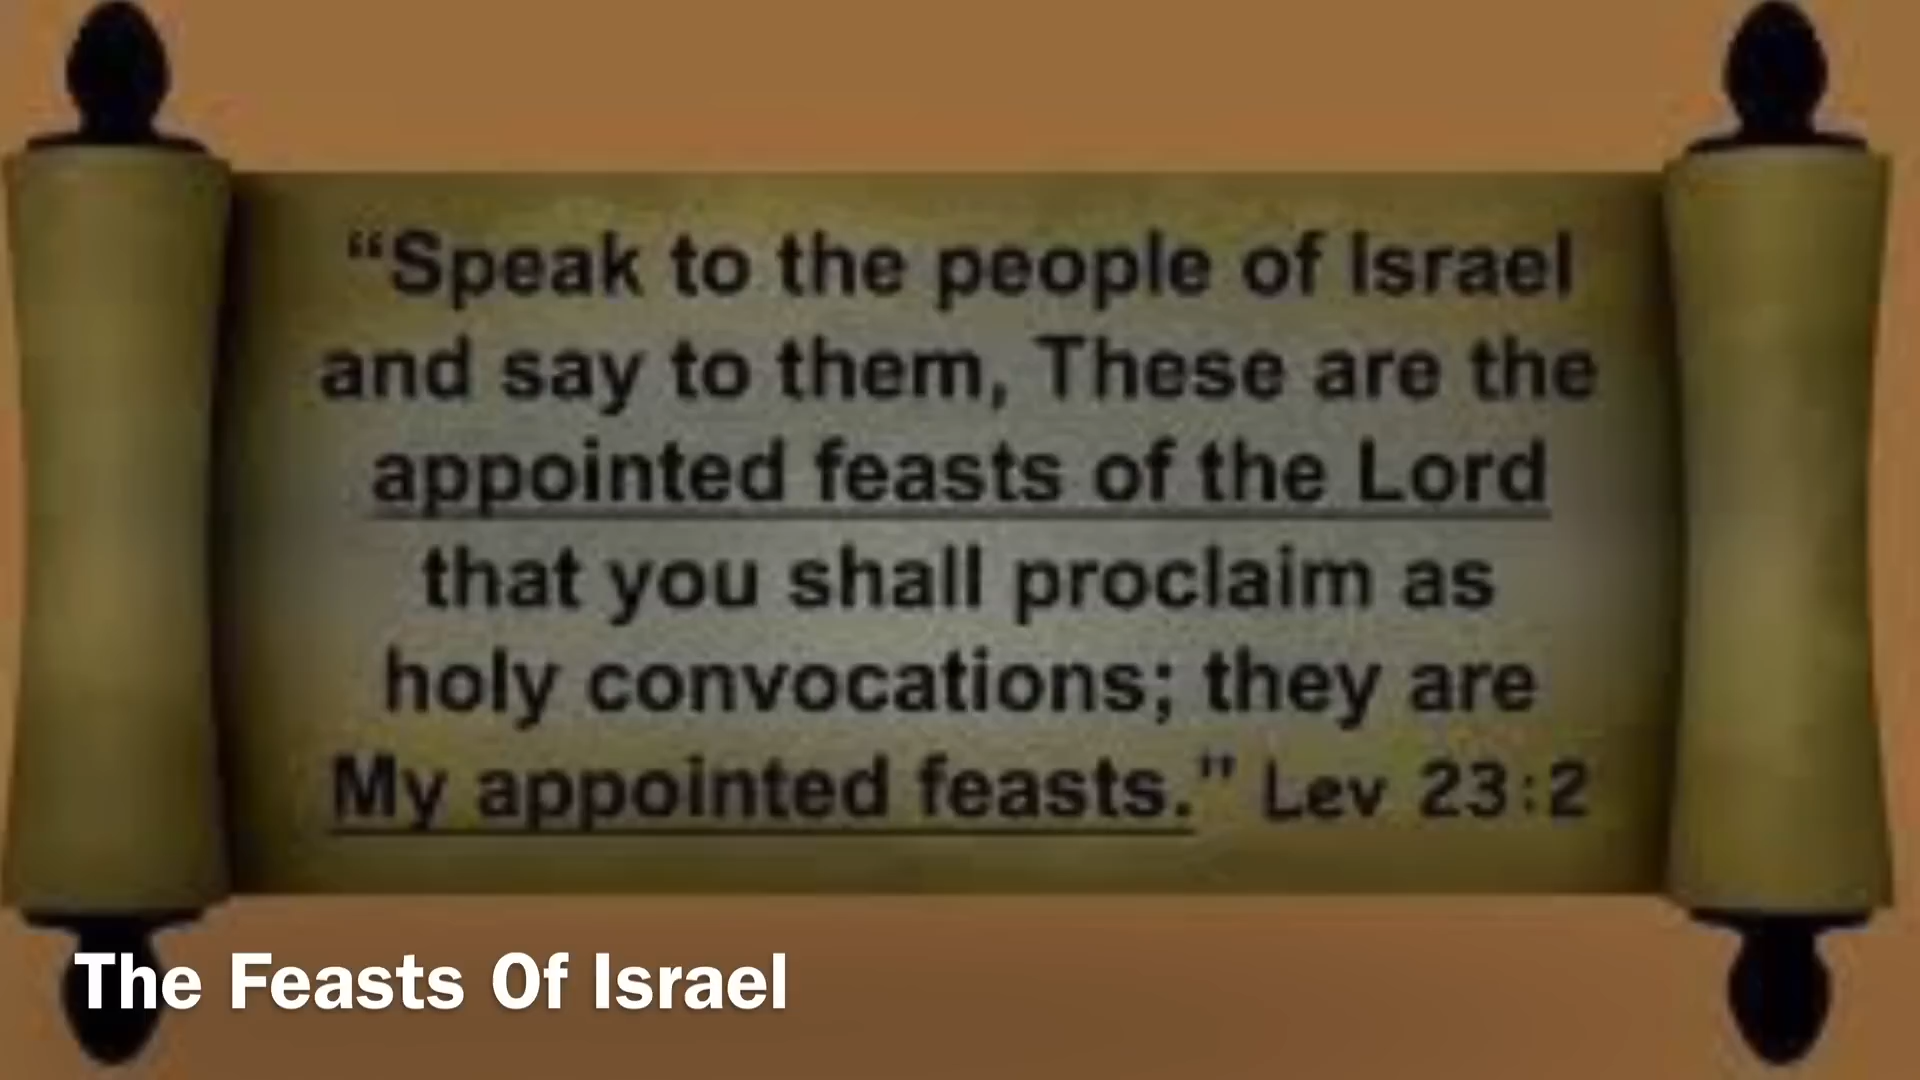 “Speak to the people of Israel
and say to them, These are the
appointed feasts of the Lord
that you shall proclaim as
holy convocations; they are
My appointed feasts.” Lev 23:2
The Feasts Of Israel